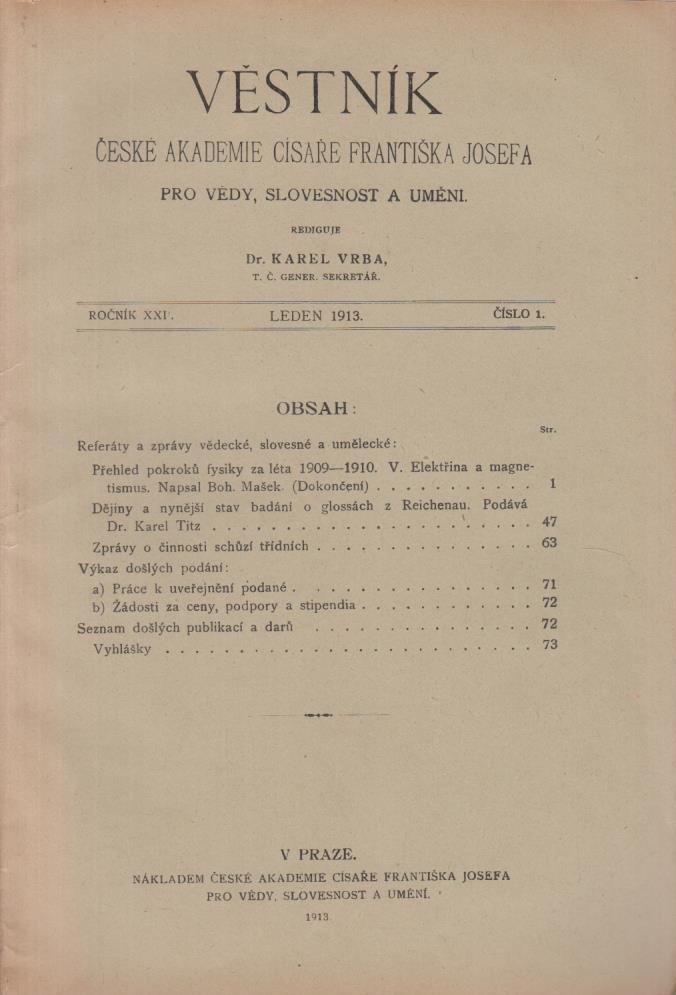 VĚSTNÍK
ČESKÉ AKADEMIE CÍSAŘE FRANTIŠKA JOSEFA
PRO VĚDY, SLOVESNOST A UMĚNI.
REDIGUJE
Dr. KAREL VRBA,
T. Č. GENER. SEKRETÁŘ.
ROČNÍK LEDEN 1913. ČÍSLO 1.
OBSAH:
Str.
Referáty a zprávy vědecké, slovesné a umělecké:
Přehled pokroků fysiky za léta 1909—1910. V. Elektřina a magne-
tismus. Napsal Boh. Mašek. (Dokončení) . . . . . . . . . . . 1
Dějiny a nynější stav badání o glossách z Reichenau. Podává
Dr. Karel Titz . . . . . . . . . . . . . . . . . . . . . . 47
Zprávy o činnosti schůzí třídních . . . . . . . . . . . . . . . 63
Výkaz došlých podání:
a) Práce k uveřejnění podané . . . . . . . . . . . . . . . . 71
b) Žádosti za ceny, podpory a stipendia . . . . . . . . . . . . 72
Seznam došlých publikací a darů . . . . . . . . . . . . . . . 72
Vyhlášky . . . . . . . . . . . . . . . . . . . . . . . . . 73
V PRAZE.
NÁKLADEM ČESKÉ AKADEMIE CÍSAŘE FRANTIŠKA JOSEFA
PRO VĚDY, SLOVESNOST A UMĚNÍ.
1913.